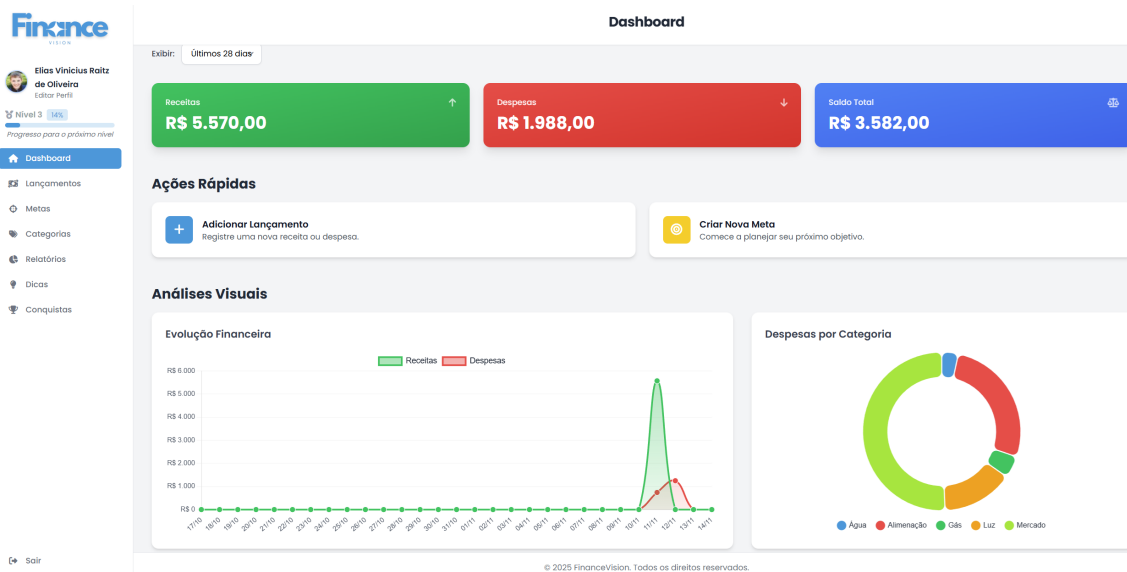 Finance
VISION
Elias Vinicius Raitz
de Oliveira
Editar Perfil
Nível 3 14%
Progresso para o próximo nível
Dashboard
Lançamentos
Metas
Categorias
Relatórios
Dicas
Conquistas
Sair
Dashboard
Exibir: Últimos 28 dias
Receitas
R$ 5.570,00
Despesas
R$ 1.988,00
Saldo Total
R$ 3.582,00
Ações Rápidas
Adicionar Lançamento
Registre uma nova receita ou despesa.
Criar Nova Meta
Comece a planejar seu próximo objetivo.
Análises Visuais
Evolução Financeira
Receitas Despesas
R$ 6.000
R$ 5.000
R$ 4.000
R$ 3.000
R$ 2.000
R$ 1.000
R$ 0
17/10 18/10 19/10 20/10 21/10 22/10 23/10 24/10 25/10 26/10 27/10 28/10 29/10 30/10 31/10 01/11 02/11 03/11 04/11 05/11 06/11 07/11 08/11 09/11 10/11 11/11 12/11 13/11 14/11
Despesas por Categoria
Água Alimenação Gás Luz Mercado
© 2025 FinanceVision. Todos os direitos reservados.